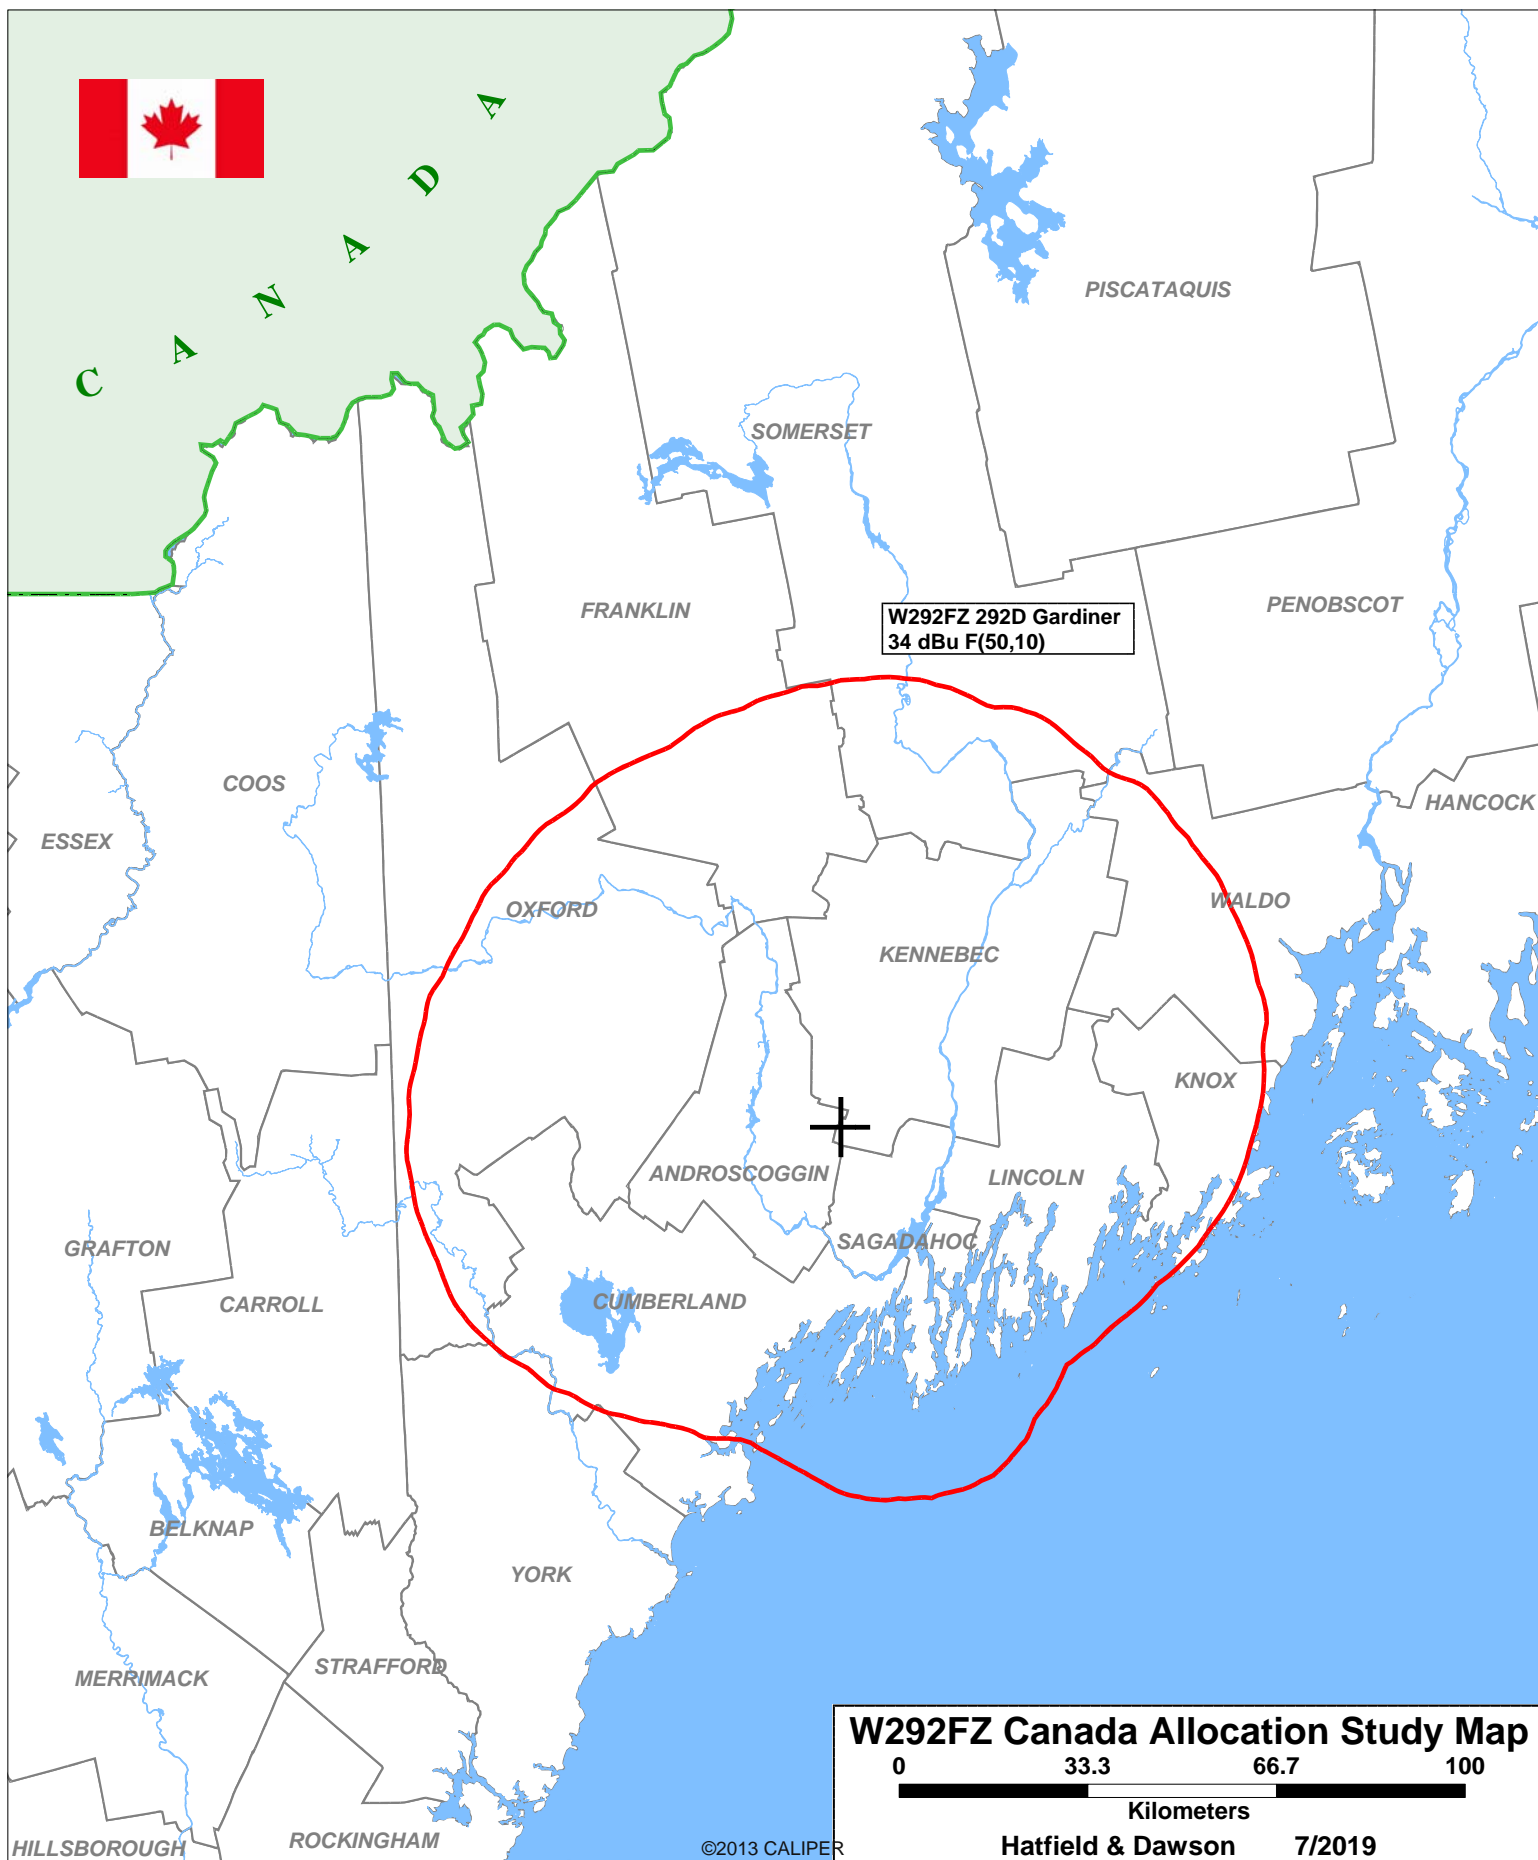 CANADA
PISCATAQUIS
SOMERSET
FRANKLIN
W292FZ 292D Gardiner
34 dBu F(50,10)
PENOBSCOT
COOS
HANCOCK
ESSEX
OXFORD
WALDO
KENNEBEC
KNOX
ANDROSCOGGIN
LINCOLN
GRAFTON
SAGADAHOC
CARROLL
CUMBERLAND
BELKNAP
YORK
MERRIMACK
STRAFFORD
HILLSBOROUGH
ROCKINGHAM
©2013 CALIPER
W292FZ Canada Allocation Study Map
0 33.3 66.7 100
Kilometers
Hatfield & Dawson 7/2019